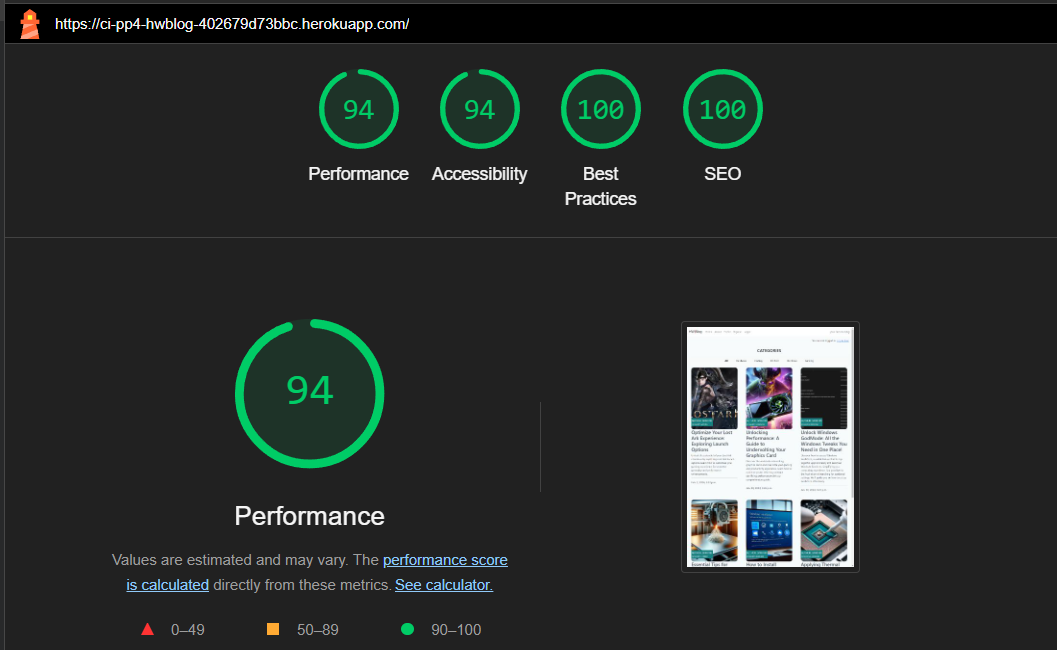 https://ci-pp4-hwblog-402679d73bbc.herokuapp.com/
94
94
100
100
Performance
Accessibility
Best
Practices
SEO
94
Performance
Values are estimated and may vary. The performance score
is calculated directly from these metrics. See calculator.
0–49
50–89
90–100
CATEGORIES
Optimize Your Lost
Ark Experience:
Exploring Launch
Options
Unlocking
Performance: A
Guide to
Undervolting Your
Graphics Card
Unlock Windows
GodMode: All the
Windows Tweaks You
Need in One Place!
Essential Tips for
How to Install
Applying Thermal